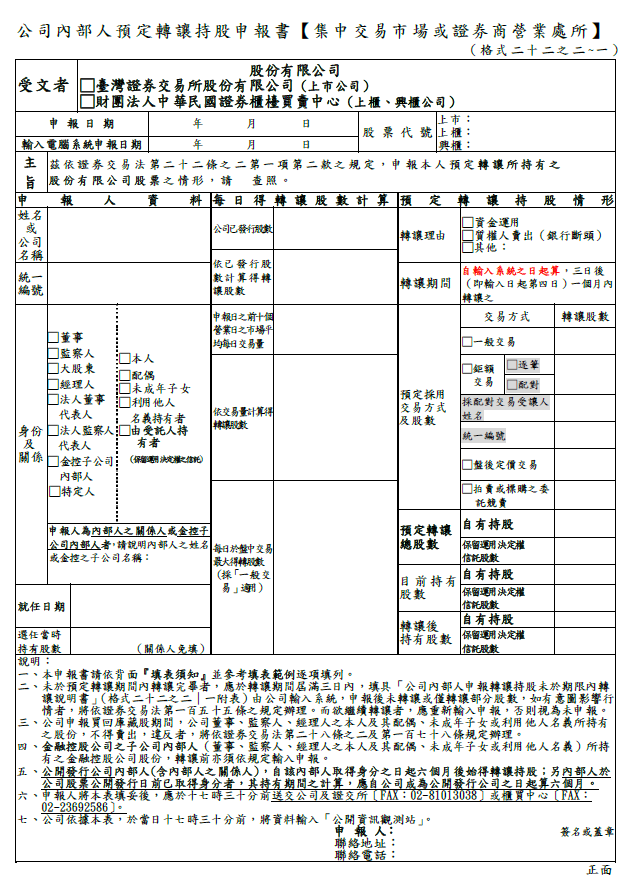 公司內部人預定轉讓持股申報書【集中交易市場或證券商營業處所】
(格式二十二之二~一)
受文者
股份有限公司
□臺灣證券交易所股份有限公司(上市公司)
□財團法人中華民國證券櫃檯買賣中心(上櫃、興櫃公司)
申報日期
年 月 日
輸入電腦系統申報日期
年 月 日
股票代號
上市:
上櫃:
興櫃:
主旨
茲依證券交易法第二十二條之二第一項第二款之規定,申報本人預定轉讓所持有之
股份有限公司股票之情形,請 查照。
申報人資料
每日得轉讓股數計算
預定轉讓持股情形
姓名
或
公司
名稱
公司已發行股數
轉讓理由
□資金運用
□質權人賣出(銀行斷頭)
□其他:
統一
編號
依已發行股
數計算得轉
讓股數
轉讓期間
自輸入系統之日起算,三日後
(即輸入日起第四日)一個月內
轉讓之
身份
及
關係
□董事
□監察人
□大股東
□經理人
□法人董事
代表人
□法人監察人
代表人
□金控子公司
內部人
□特定人
□本人
□配偶
□未成年子女
□利用他人
名義持有者
□由受託人持
有者
(保留運用決定權之信託)
申報日之前十個
營業日之市場平
均每日交易量
依交易量計算得
轉讓股數
預定採用
交易方式
及股數
交易方式
轉讓股數
□一般交易
□鉅額
交易
□逐筆
□配對
採配對交易受讓人
姓名
統一編號
□盤後定價交易
□拍賣或標購之委
託競賣
申報人為內部人之關係人或金控子
公司內部人者,請說明內部人之姓名
或金控之子公司名稱:
每日於盤中交易
最大得轉股數
(採「一般交
易」適用)
預定轉讓
總股數
自有持股
保留運用決定權
信託股數
目前持有
股數
自有持股
保留運用決定權
信託股數
就任日期
轉讓後
持有股數
自有持股
保留運用決定權
信託股數
選任當時
持有股數
(關係人免填)
說明:
一、本申報書請依背面『填表須知』並參考填表範例逐項填列。
二、未於預定轉讓期間內轉讓完畢者,應於轉讓期間屆滿三日內,填具「公司內部人申報轉讓持股未於期限內轉
讓說明書」(格式二十二之二|一附表)由公司輸入系統,申報後未轉讓或僅轉讓部分股數,如有意圖影響行
情者,將依證券交易法第一百五十五條之規定辦理。而欲繼續轉讓者,應重新輸入申報,否則視為未申報。
三、公司申報買回庫藏股期間,公司董事、監察人、經理人之本人及其配偶、未成年子女或利用他人名義所持有
之股份,不得賣出,違反者,將依證券交易法第二十八條之二及第一百七十八條規定辦理。
四、金融控股公司之子公司內部人(董事、監察人、經理人之本人及其配偶、未成年子女或利用他人名義)所持
有之金融控股公司股份,轉讓前亦須依規定輸入申報。
五、公開發行公司內部人(含內部人之關係人),自該內部人取得身分之日起六個月後始得轉讓持股;另內部人於
公司股票公開發行日前已取得身分者,其持有期間之計算,應自公司成為公開發行公司之日起算六個月。
六、申報人將本表填妥後,應於十七時三十分前送交公司及證交所〔FAX:02-81013038〕或櫃買中心〔FAX:
02-23692586〕。
七、公司依據本表,於當日十七時三十分前,將資料輸入「公開資訊觀測站」。
申報人: 簽名或蓋章
聯絡地址:
聯絡電話:
正面